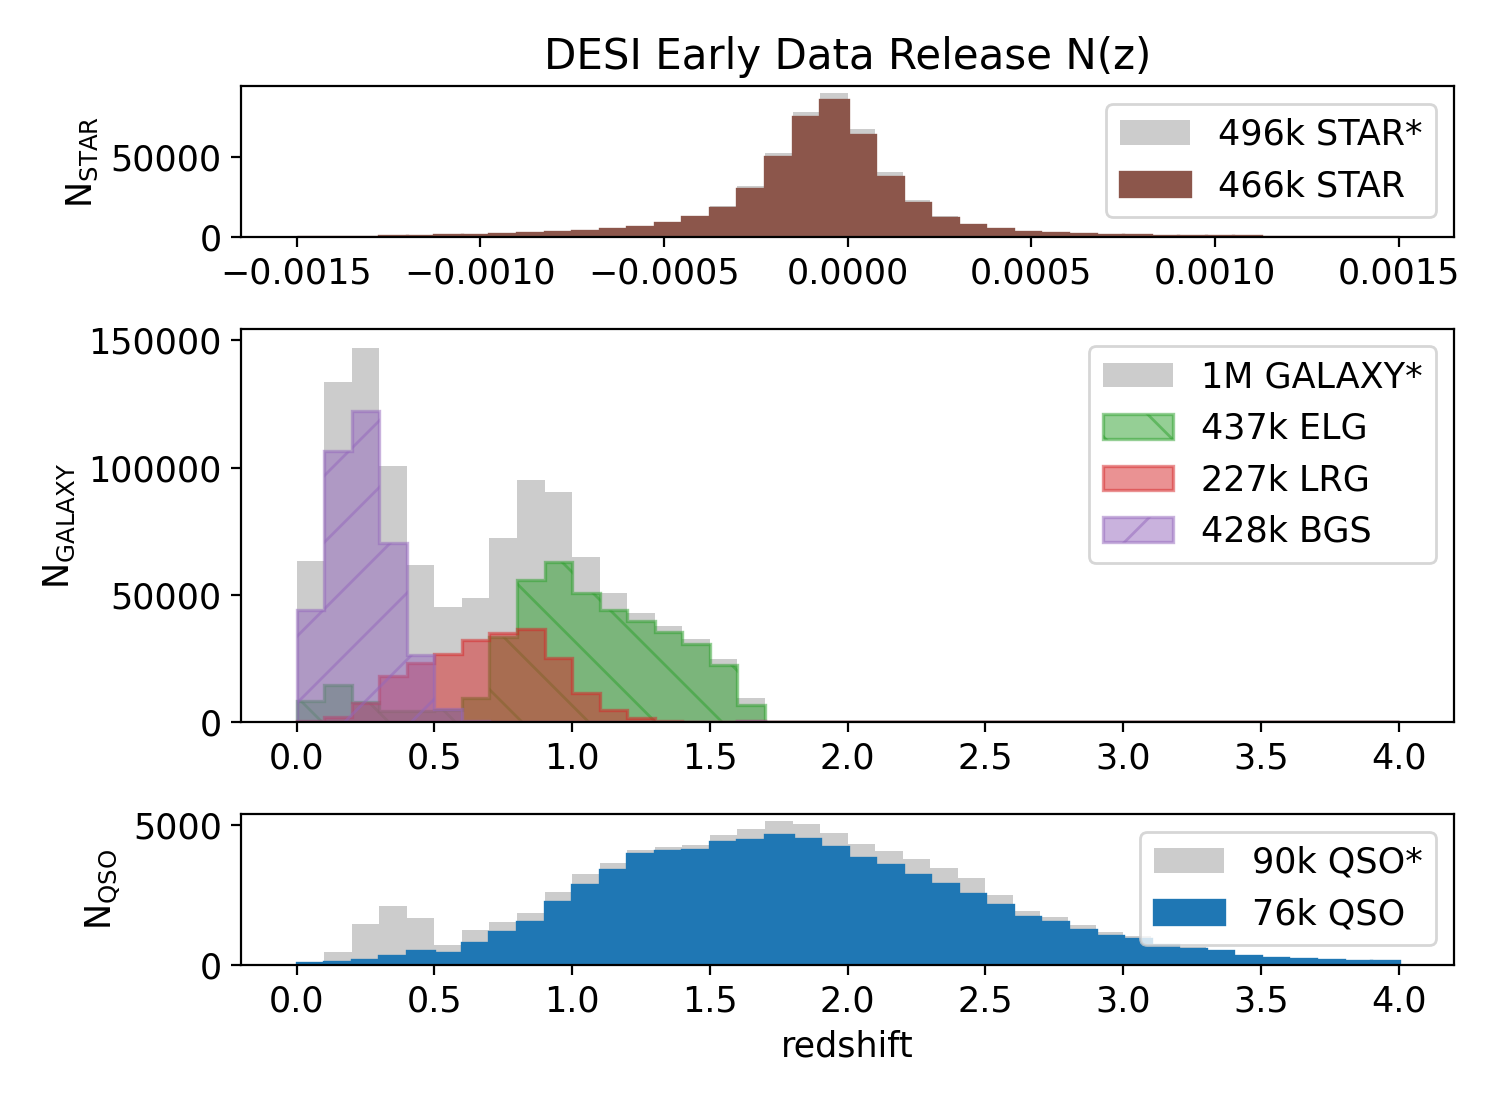 DESI Early Data Release N(z)
N_STAR
50000
0
496k STAR*
466k STAR
−0.0015 −0.0010 −0.0005 0.0000 0.0005 0.0010 0.0015
N_GALAXY
150000
100000
50000
0
1M GALAXY*
437k ELG
227k LRG
428k BGS
0.0 0.5 1.0 1.5 2.0 2.5 3.0 3.5 4.0
N_QSO
5000
0
90k QSO*
76k QSO
0.0 0.5 1.0 1.5 2.0 2.5 3.0 3.5 4.0
redshift